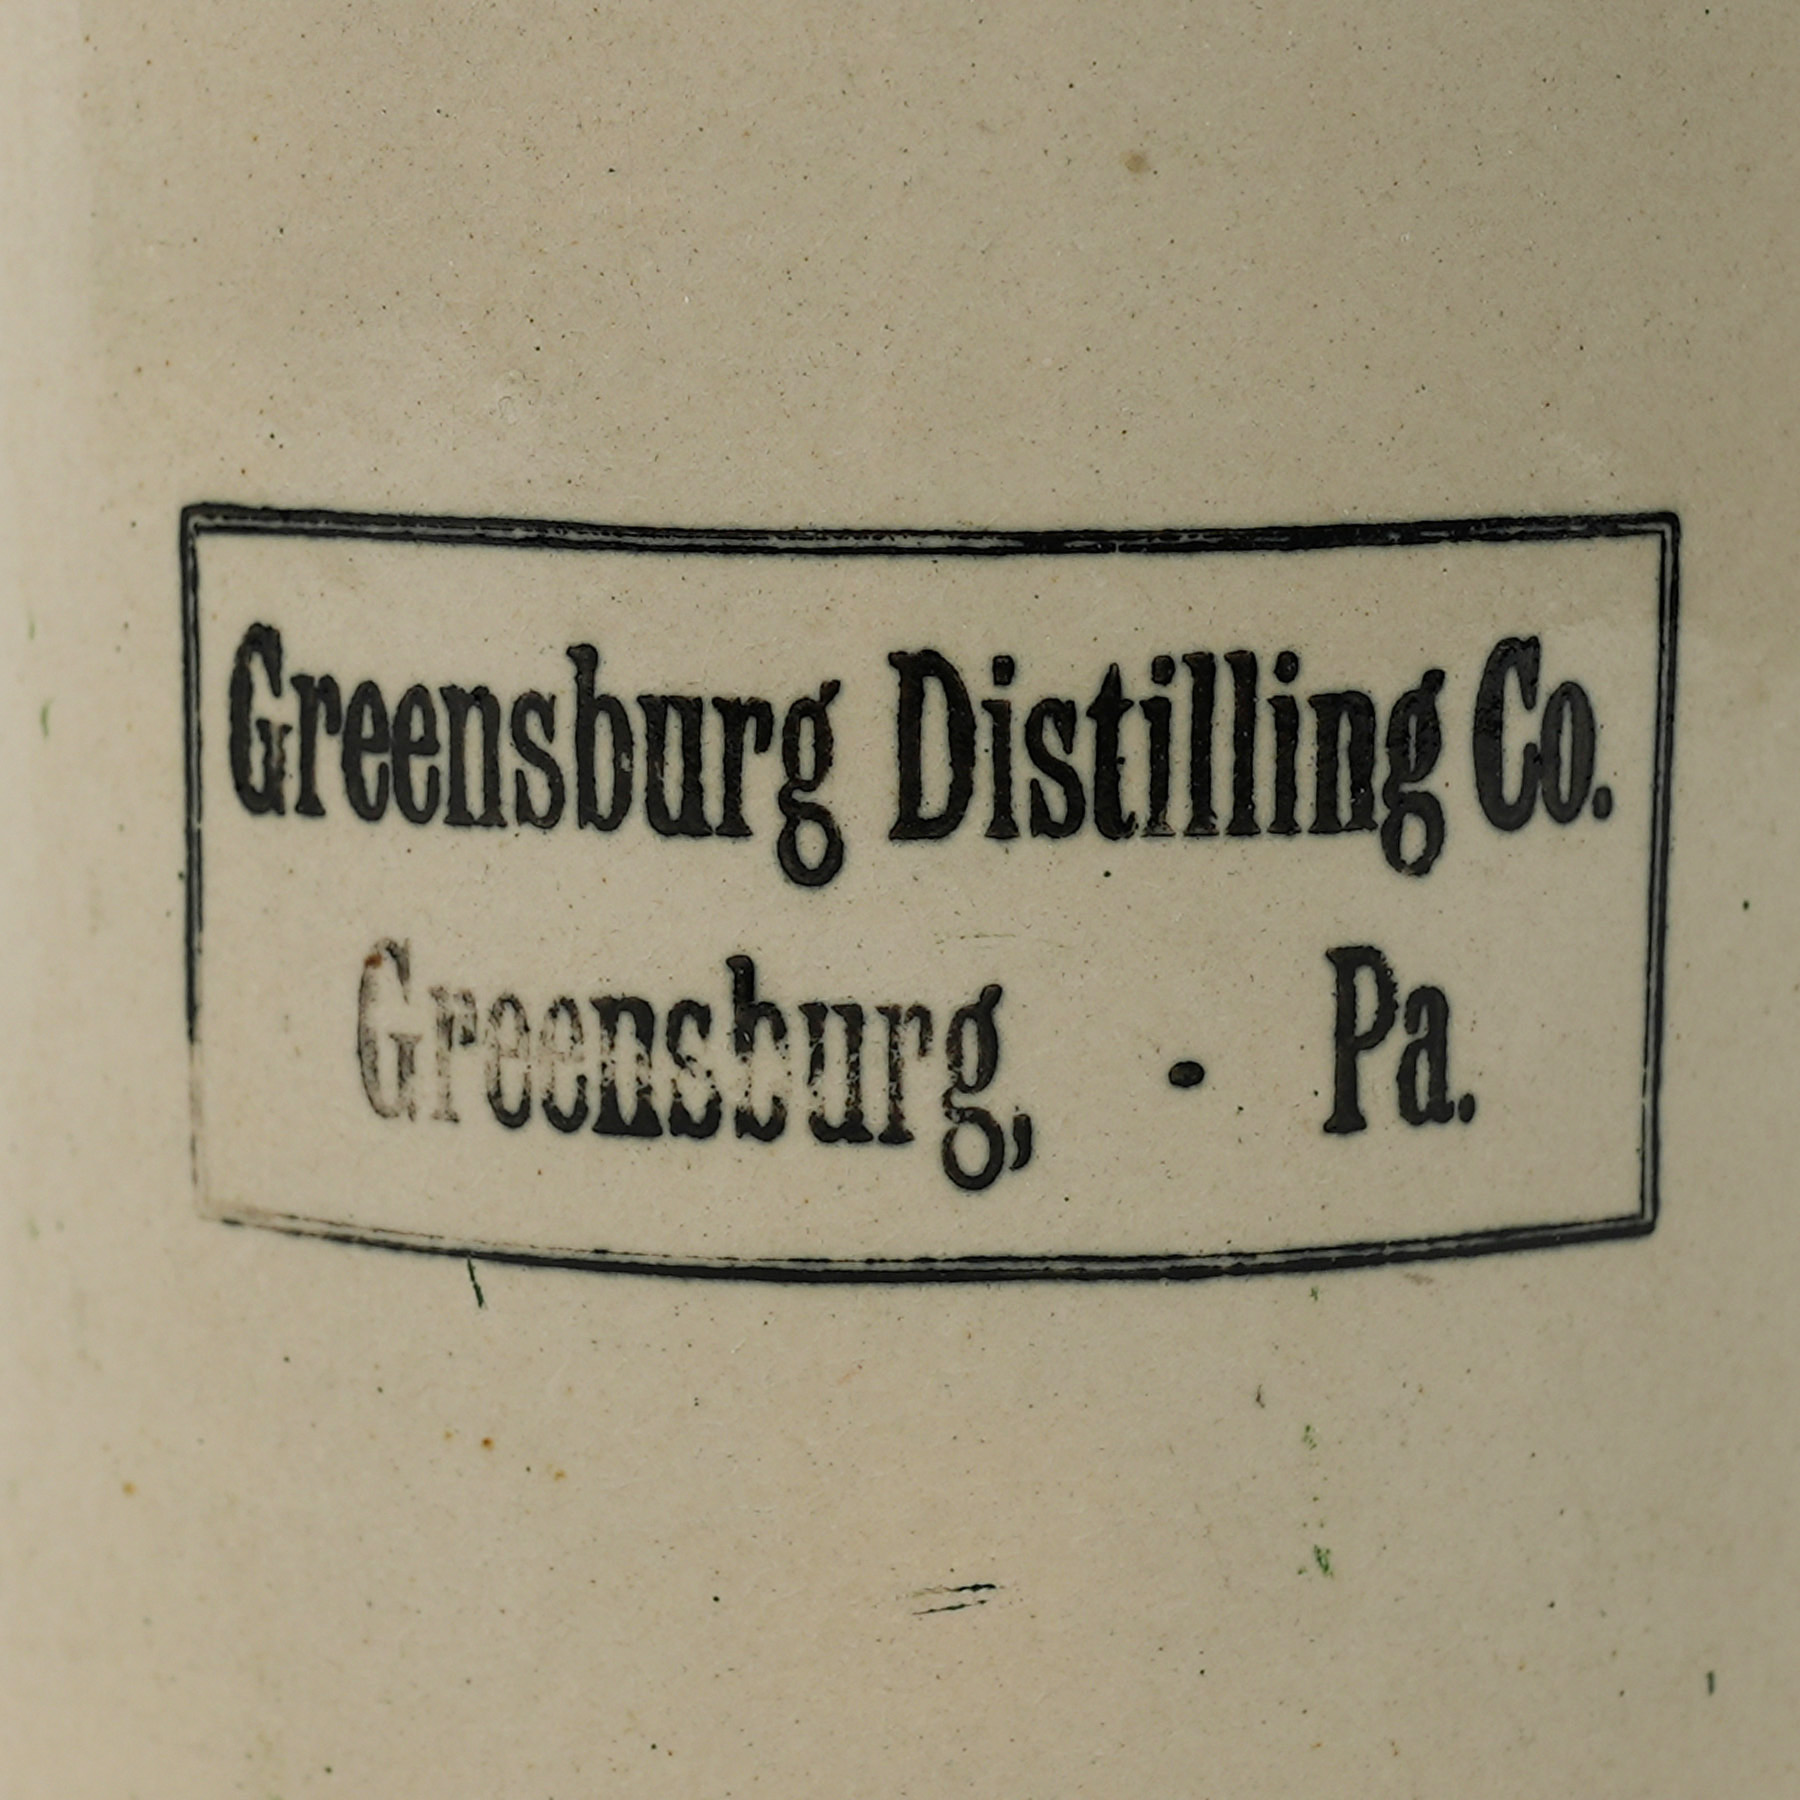 Greensburg Distilling Co.
Greensburg, · Pa.